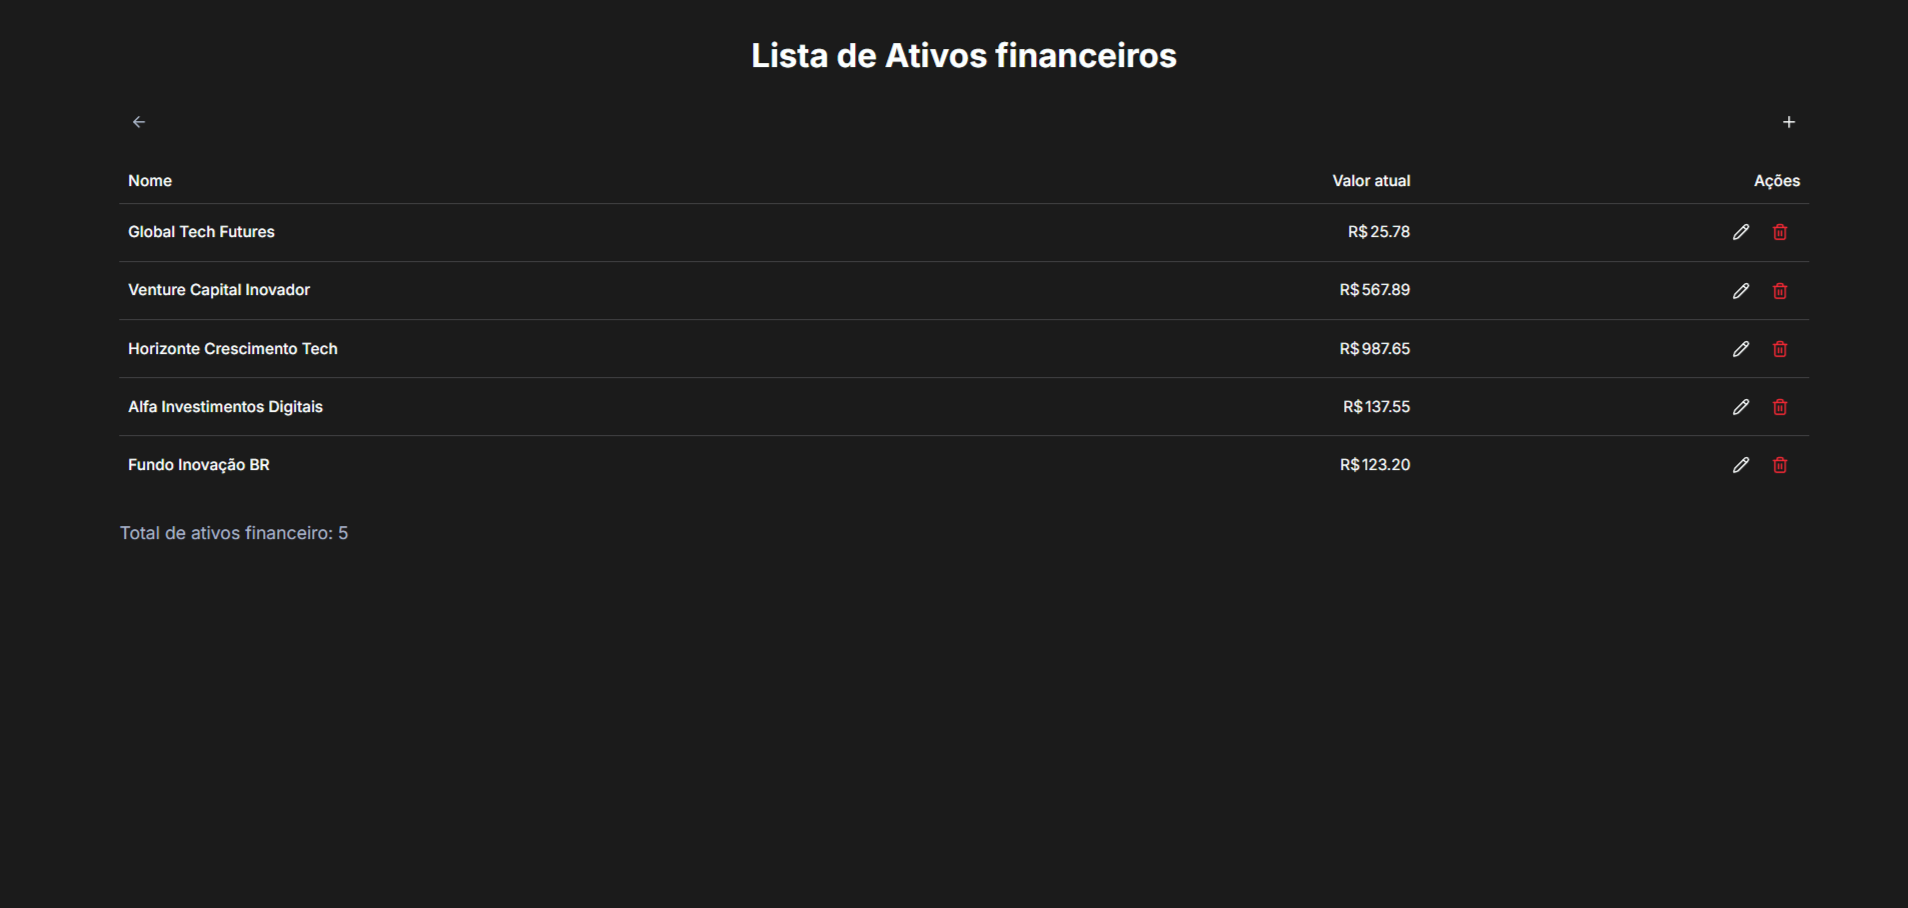 Lista de Ativos financeiros
Nome Valor atual Ações
Global Tech Futures R$ 25.78
Venture Capital Inovador R$ 567.89
Horizonte Crescimento Tech R$ 987.65
Alfa Investimentos Digitais R$ 137.55
Fundo Inovação BR R$ 123.20
Total de ativos financeiro: 5